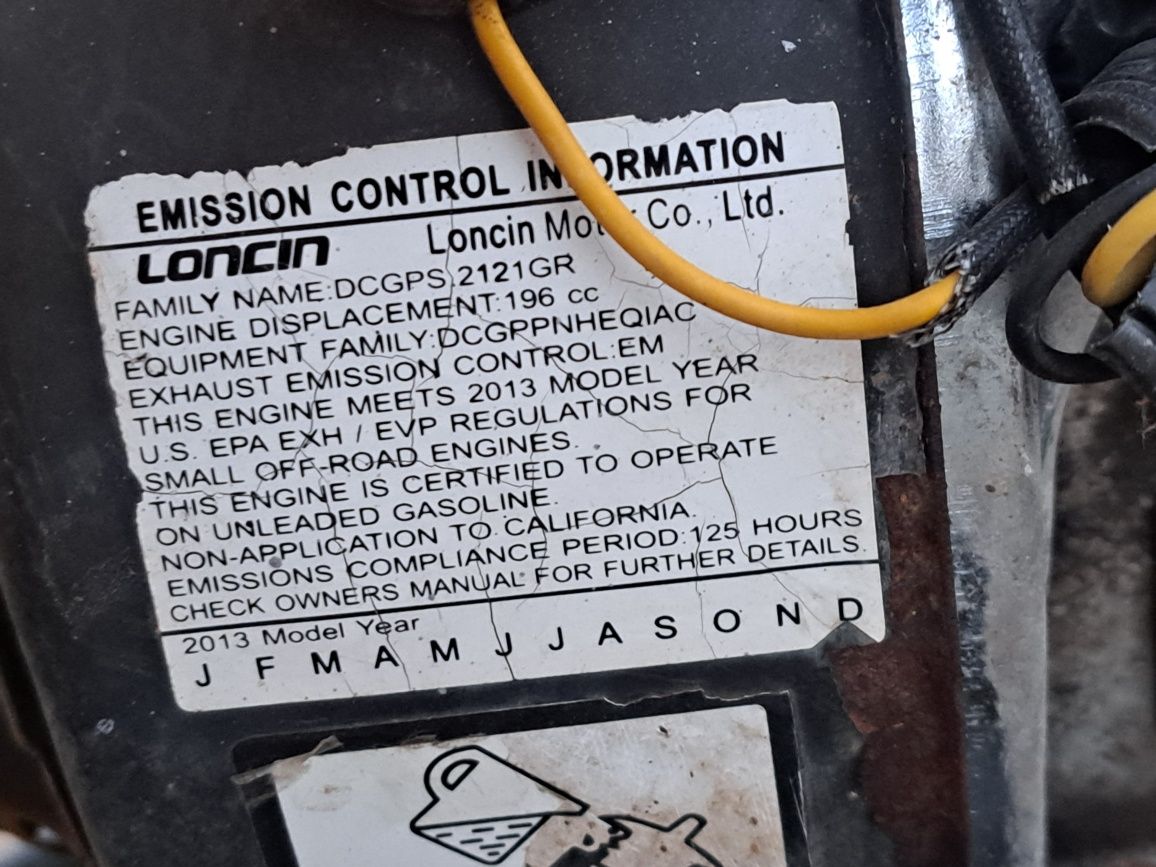 EMISSION CONTROL INFORMATION
LONCIN Loncin Motor Co., Ltd.
FAMILY NAME:DCGPS.2121GR
ENGINE DISPLACEMENT:196 cc
EQUIPMENT FAMILY:DCGPPNHEQIAC
EXHAUST EMISSION CONTROL:EM
THIS ENGINE MEETS 2013 MODEL YEAR
U.S. EPA EXH / EVP REGULATIONS FOR
SMALL OFF-ROAD ENGINES.
THIS ENGINE IS CERTIFIED TO OPERATE
ON UNLEADED GASOLINE.
NON-APPLICATION TO CALIFORNIA.
EMISSIONS COMPLIANCE PERIOD:125 HOURS
CHECK OWNERS MANUAL FOR FURTHER DETAILS.
2013 Model Year
J F M A M J J A S O N D